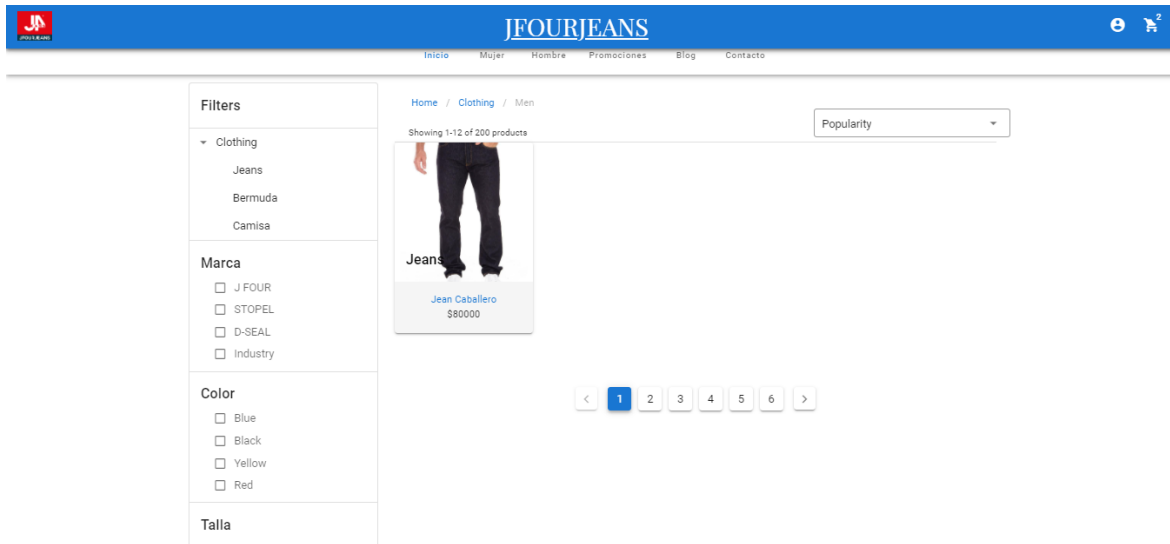 JFOURJEANS
JFOURJEANS
2
Inicio Mujer Hombre Promociones Blog Contacto
Filters
Clothing
Jeans
Bermuda
Camisa
Marca
J FOUR
STOPEL
D-SEAL
Industry
Color
Blue
Black
Yellow
Red
Talla
Home / Clothing / Men
Showing 1-12 of 200 products
Popularity
Jeans
Jean Caballero
$80000
< 1 2 3 4 5 6 >